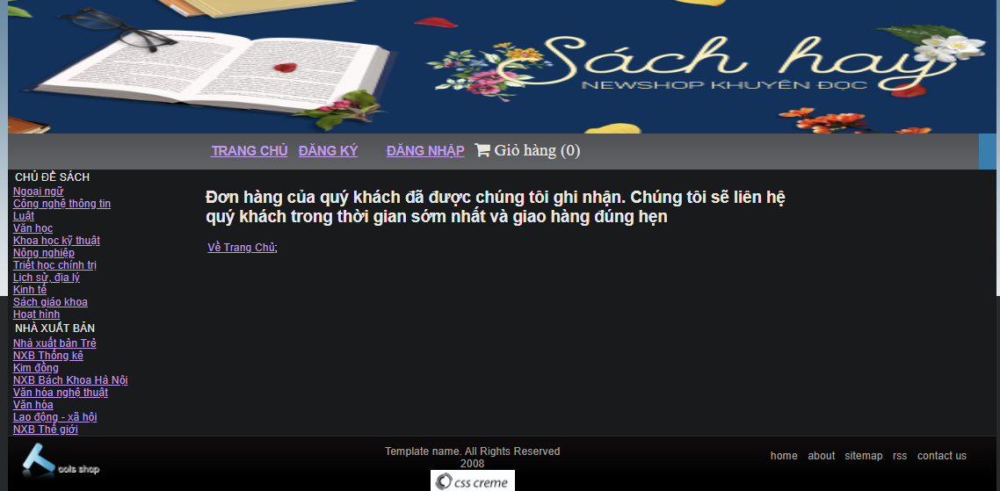 Sách hay
NEWSHOP KHUYÊN ĐỌC
TRANG CHỦ ĐĂNG KÝ ĐĂNG NHẬP Giỏ hàng (0)
CHỦ ĐỀ SÁCH
Ngoại ngữ
Công nghệ thông tin
Luật
Văn học
Khoa học kỹ thuật
Nông nghiệp
Triết học chính trị
Lịch sử, địa lý
Kinh tế
Sách giáo khoa
Hoạt hình
NHÀ XUẤT BẢN
Nhà xuất bản Trẻ
NXB Thống kê
Kim đồng
NXB Bách Khoa Hà Nội
Văn hóa nghệ thuật
Văn hóa
Lao động - xã hội
NXB Thế giới
Đơn hàng của quý khách đã được chúng tôi ghi nhận. Chúng tôi sẽ liên hệ
quý khách trong thời gian sớm nhất và giao hàng đúng hẹn
Về Trang Chủ;
Tools shop
Template name. All Rights Reserved
2008
css creme
home about sitemap rss contact us